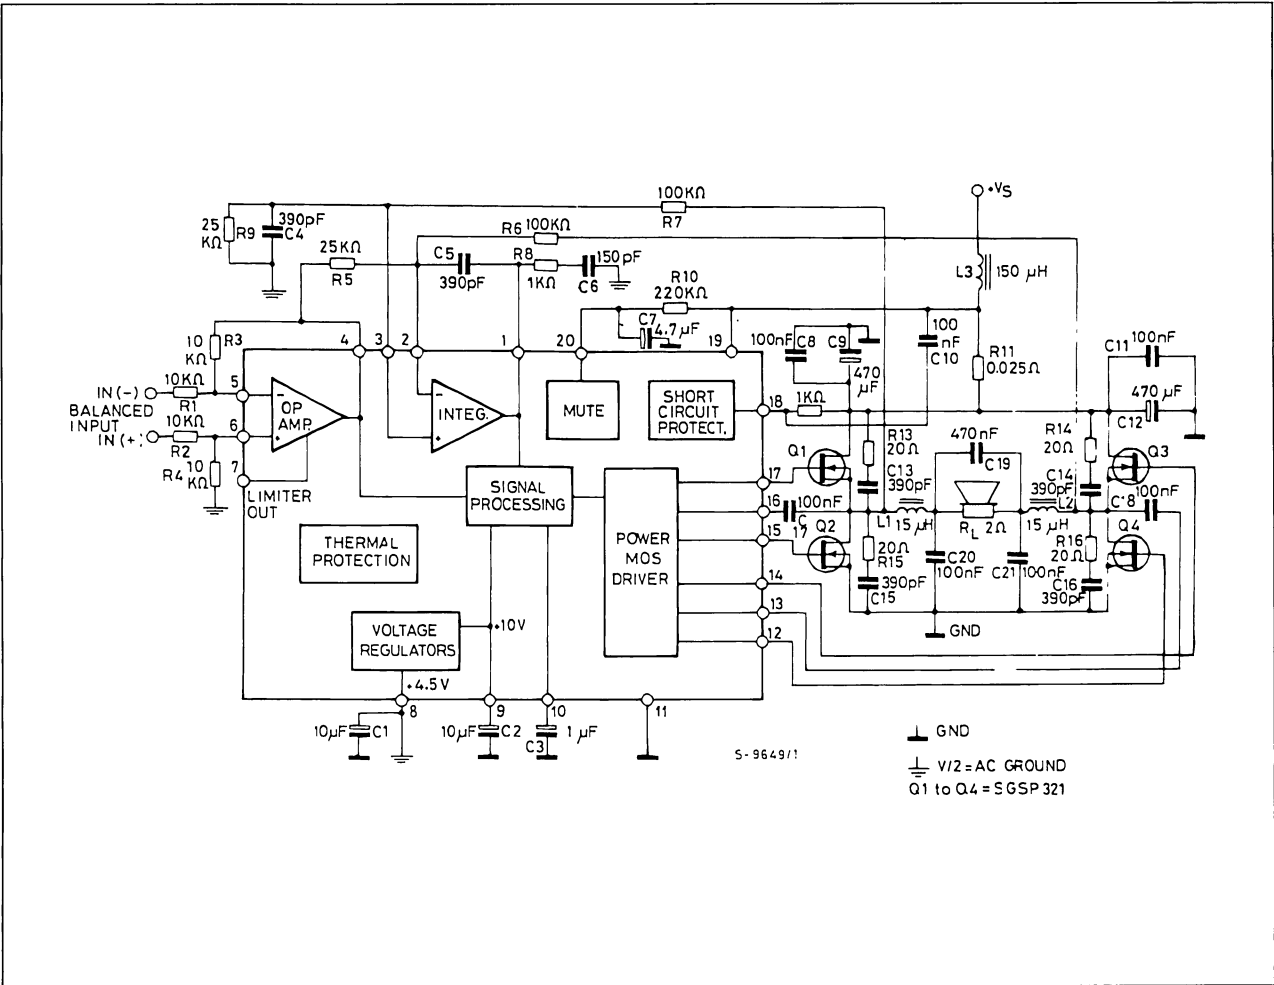 +VS
100KΩ
R7
25
KΩ
R9
390pF
C4
R6
100KΩ
25KΩ
R5
C5
390pF
R8
1KΩ
150pF
C6
R10
220KΩ
L3
150 µH
C7
4.7µF
100nF
C8
C9
470
µF
100
nF
C10
R11
0.025Ω
C11
100nF
470 µF
C12
10
KΩ
R3
4
3
2
1
20
19
IN(-)
10KΩ
R1
5
BALANCED
INPUT
10KΩ
IN(+)
R2
6
R4
10
KΩ
7
LIMITER
OUT
-
OP
AMP.
+
-
INTEG.
+
MUTE
SHORT
CIRCUIT
PROTECT.
18
1KΩ
R13
20Ω
C13
390pF
470nF
C19
R14
20Ω
C14
390pF
Q1
Q3
17
16
100nF
C
17
15
Q2
L1
15 µH
RL
2Ω
L2
15 µH
C18
100nF
Q4
SIGNAL
PROCESSING
POWER
MOS
DRIVER
THERMAL
PROTECTION
20Ω
R15
390pF
C15
C20
100nF
C21
100nF
R16
20Ω
C16
390pF
14
13
12
GND
VOLTAGE
REGULATORS
+10V
+4.5V
8
9
10
11
10µF
C1
10µF
C2
C3
1 µF
S-9649/1
GND
V/2=AC GROUND
Q1 to Q4=SGSP321